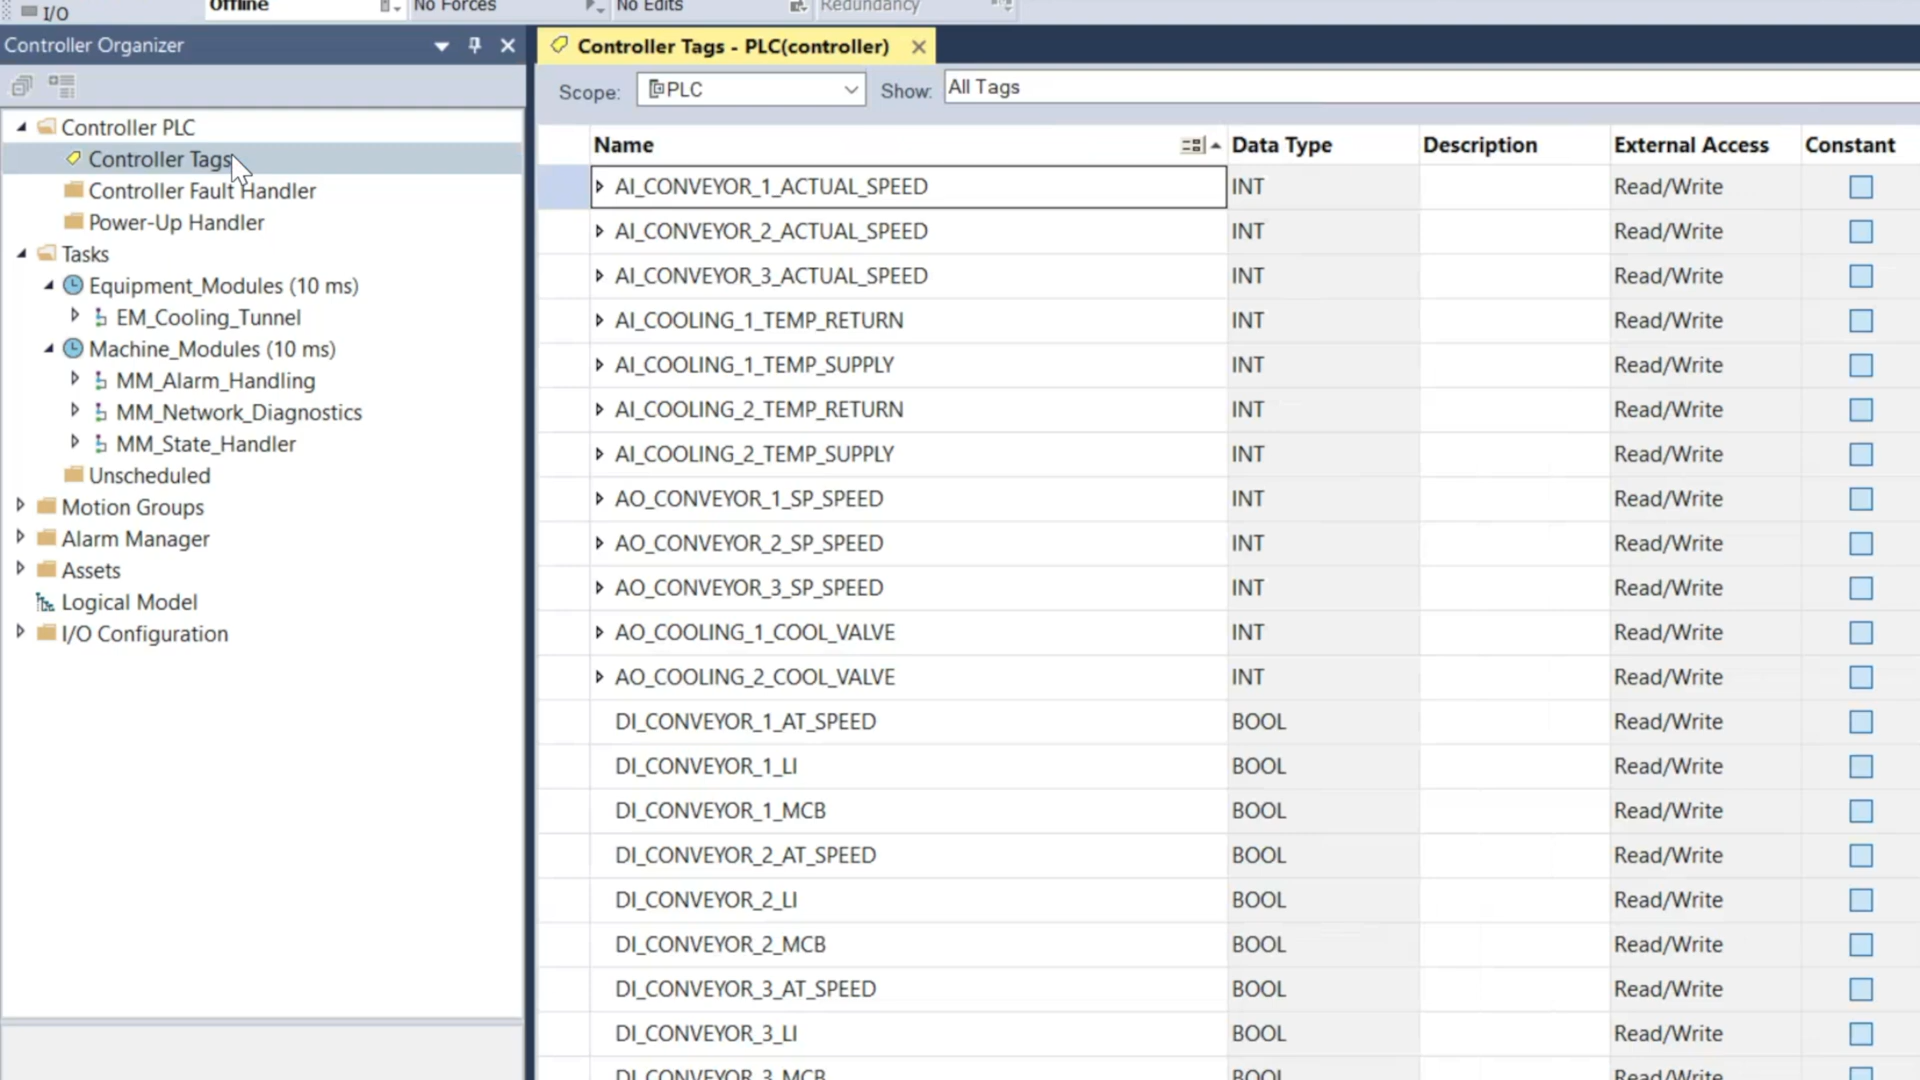 I/O
Offline
No Forces
No Edits
Redundancy
Controller Organizer
Controller PLC
Controller Tags
Controller Fault Handler
Power-Up Handler
Tasks
Equipment_Modules (10 ms)
EM_Cooling_Tunnel
Machine_Modules (10 ms)
MM_Alarm_Handling
MM_Network_Diagnostics
MM_State_Handler
Unscheduled
Motion Groups
Alarm Manager
Assets
Logical Model
I/O Configuration
Controller Tags - PLC(controller)
Scope: PLC Show: All Tags
Name Data Type Description External Access Constant
AI_CONVEYOR_1_ACTUAL_SPEED INT Read/Write
AI_CONVEYOR_2_ACTUAL_SPEED INT Read/Write
AI_CONVEYOR_3_ACTUAL_SPEED INT Read/Write
AI_COOLING_1_TEMP_RETURN INT Read/Write
AI_COOLING_1_TEMP_SUPPLY INT Read/Write
AI_COOLING_2_TEMP_RETURN INT Read/Write
AI_COOLING_2_TEMP_SUPPLY INT Read/Write
AO_CONVEYOR_1_SP_SPEED INT Read/Write
AO_CONVEYOR_2_SP_SPEED INT Read/Write
AO_CONVEYOR_3_SP_SPEED INT Read/Write
AO_COOLING_1_COOL_VALVE INT Read/Write
AO_COOLING_2_COOL_VALVE INT Read/Write
DI_CONVEYOR_1_AT_SPEED BOOL Read/Write
DI_CONVEYOR_1_LI BOOL Read/Write
DI_CONVEYOR_1_MCB BOOL Read/Write
DI_CONVEYOR_2_AT_SPEED BOOL Read/Write
DI_CONVEYOR_2_LI BOOL Read/Write
DI_CONVEYOR_2_MCB BOOL Read/Write
DI_CONVEYOR_3_AT_SPEED BOOL Read/Write
DI_CONVEYOR_3_LI BOOL Read/Write
DI_CONVEYOR_3_MCB BOOL Read/Write